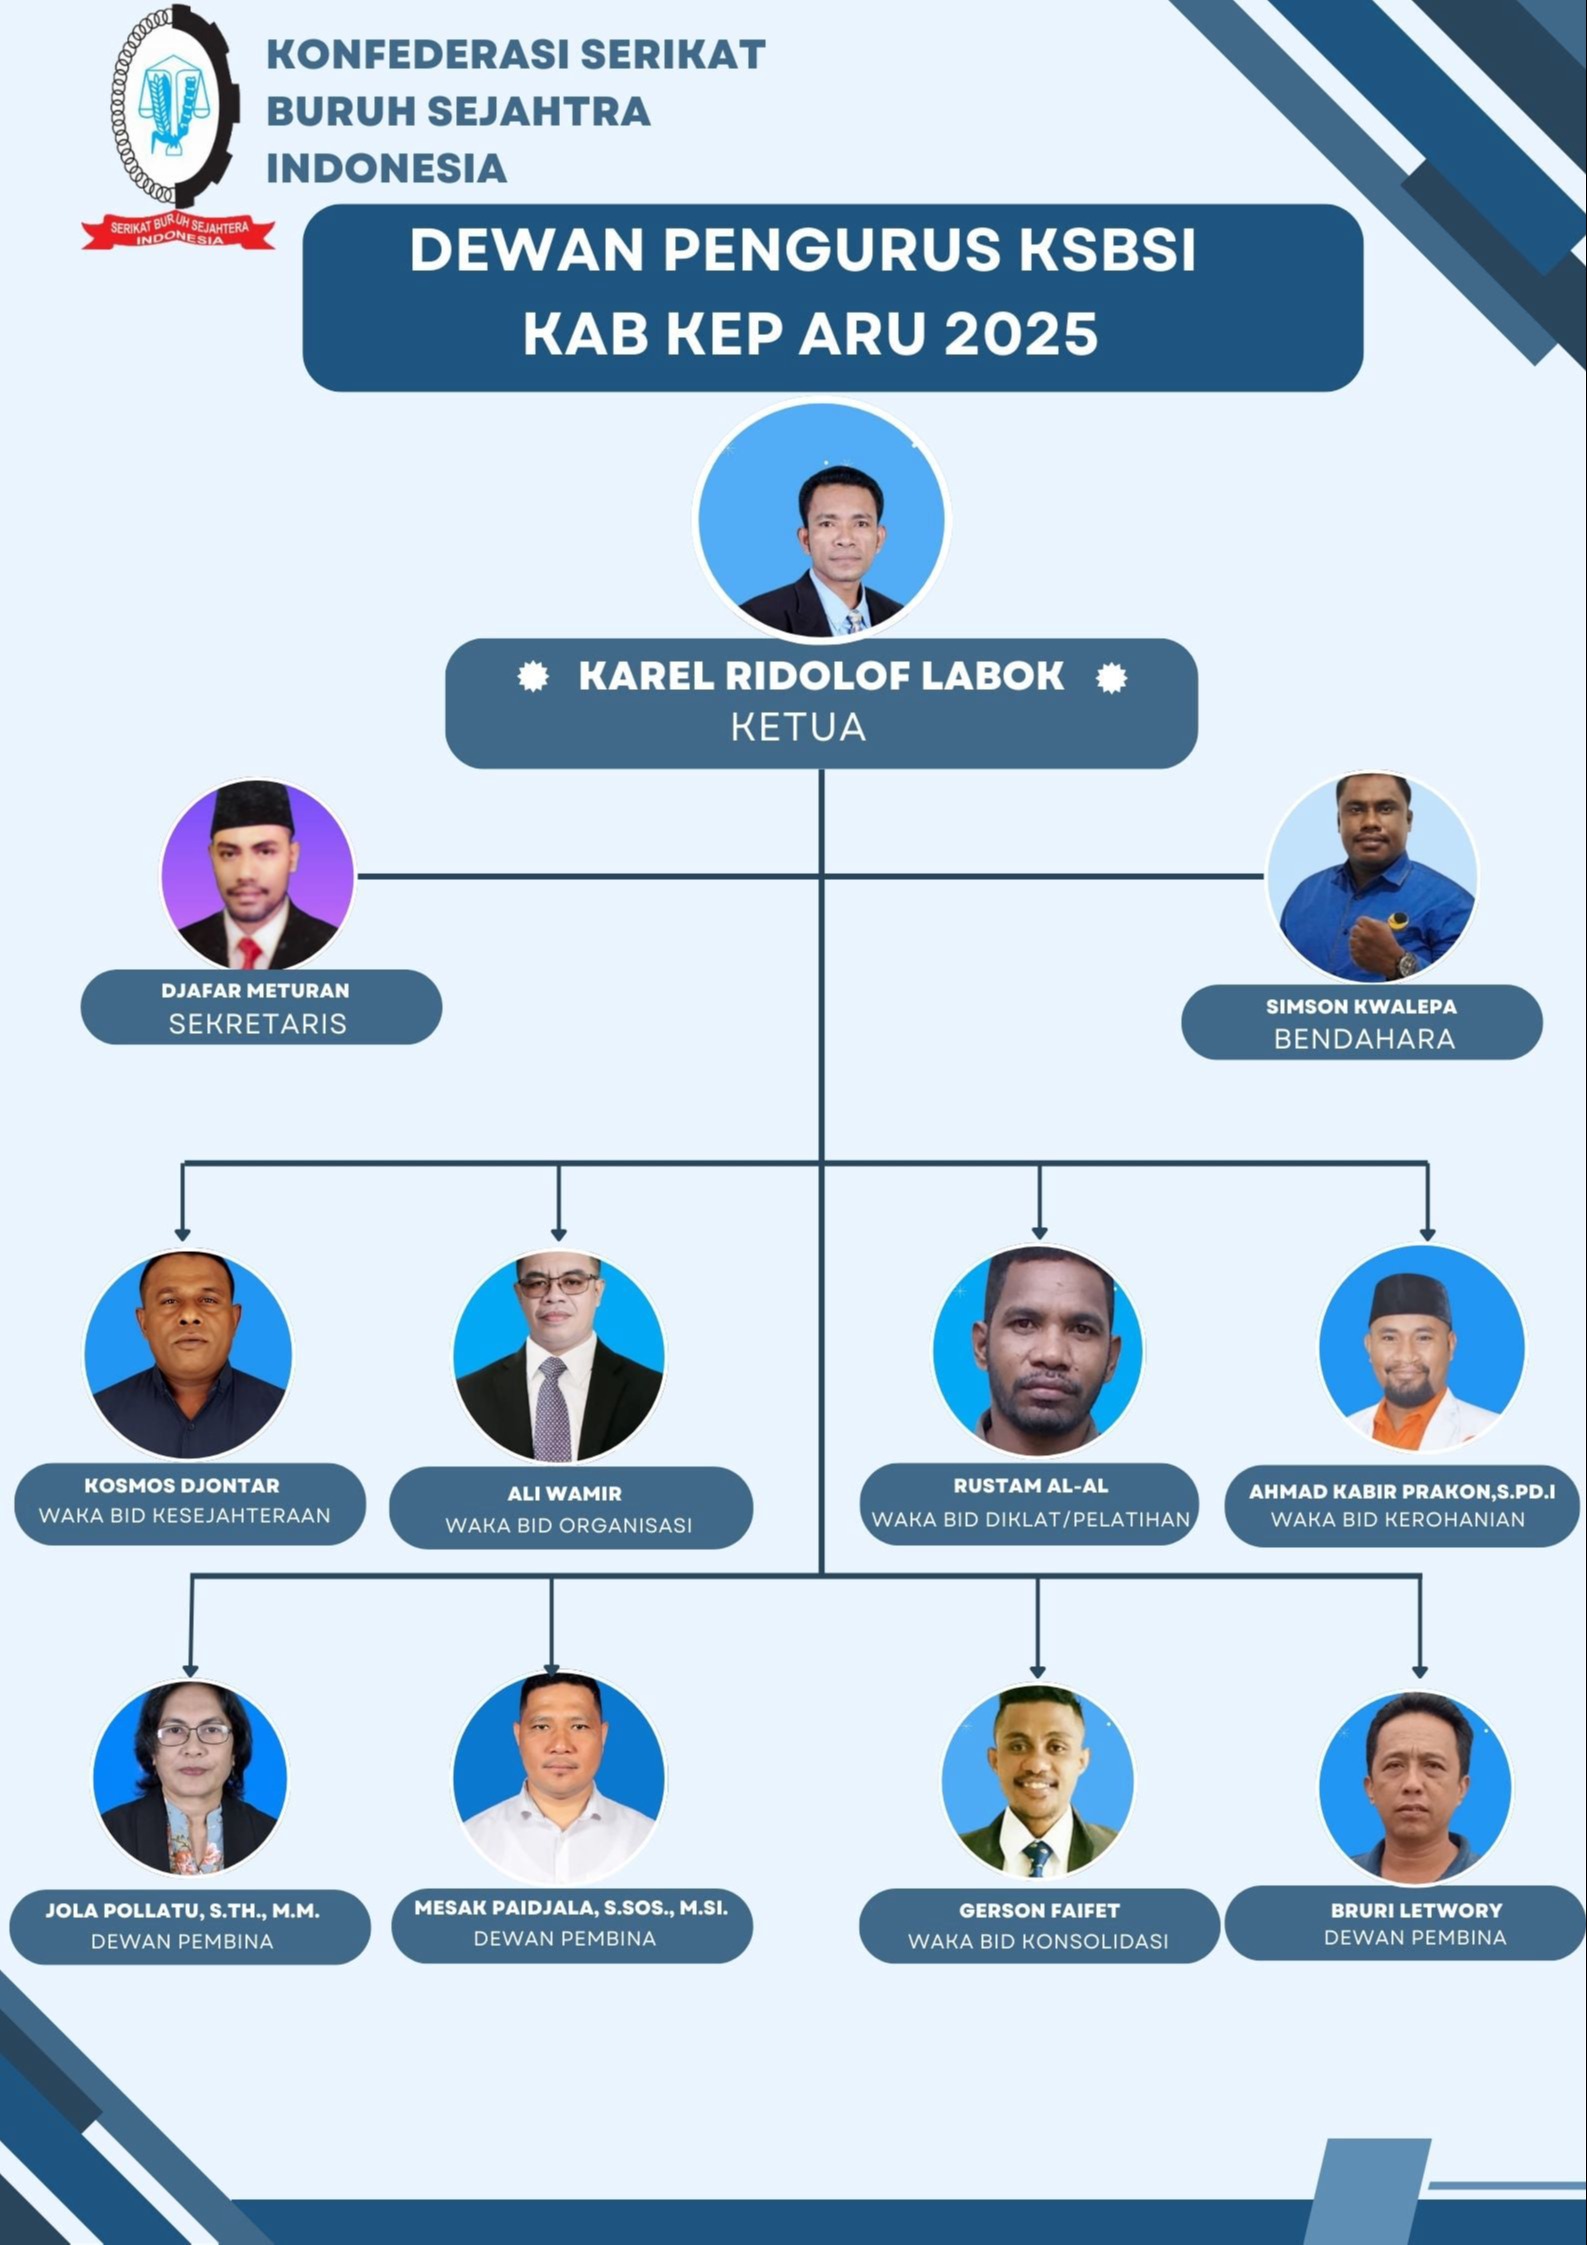 KONFEDERASI SERIKAT
BURUH SEJAHTRA
INDONESIA
SERIKAT BURUH SEJAHTERA
INDONESIA
DEWAN PENGURUS KSBSI
KAB KEP ARU 2025
KAREL RIDOLOF LABOK
KETUA
DJAFAR METURAN
SEKRETARIS
SIMSON KWALEPA
BENDAHARA
KOSMOS DJONTAR
WAKA BID KESEJAHTERAAN
ALI WAMIR
WAKA BID ORGANISASI
RUSTAM AL-AL
WAKA BID DIKLAT/PELATIHAN
AHMAD KABIR PRAKON,S.PD.I
WAKA BID KEROHANIAN
JOLA POLLATU, S.TH., M.M.
DEWAN PEMBINA
MESAK PAIDJALA, S.SOS., M.SI.
DEWAN PEMBINA
GERSON FAIFET
WAKA BID KONSOLIDASI
BRURI LETWORY
DEWAN PEMBINA